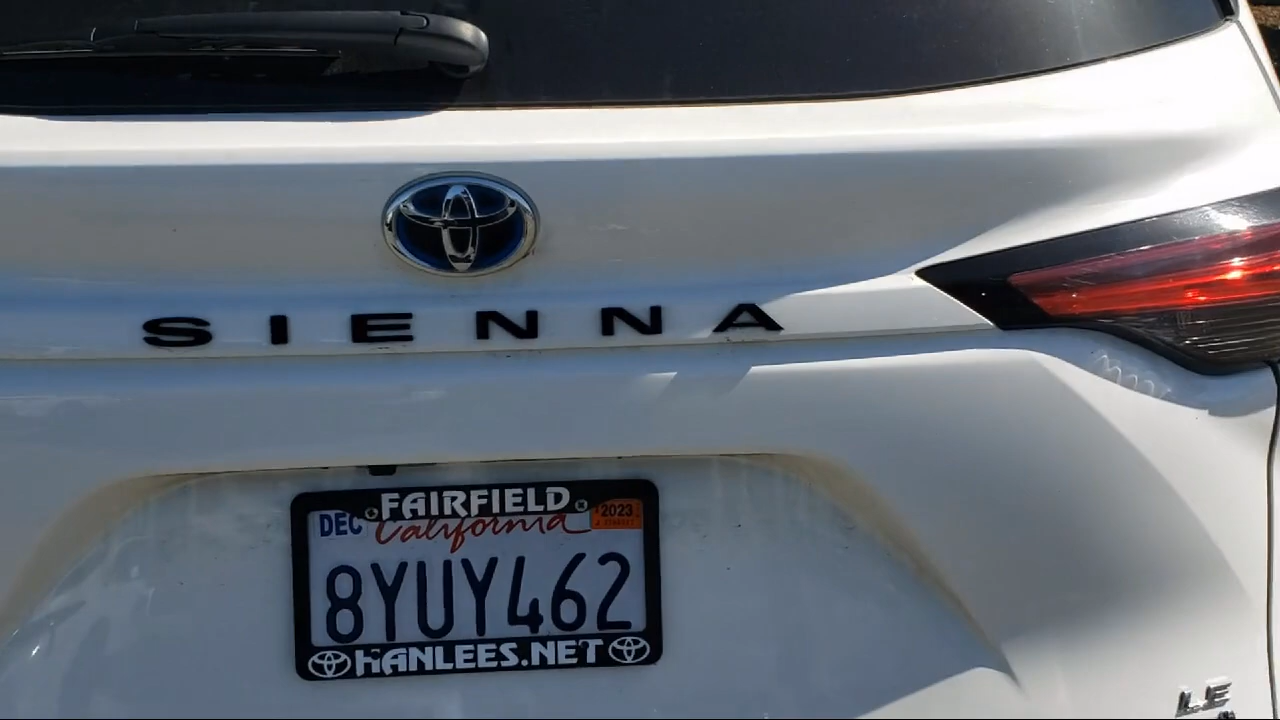 SIENNA
FAIRFIELD
DEC California 2023
8YUY462
HANLEES.NET
LE